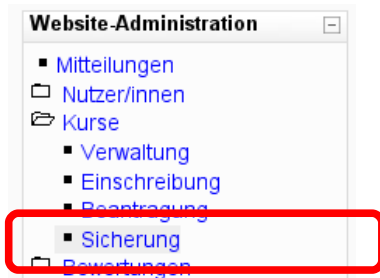 Website-Administration
Mitteilungen
Nutzer/innen
Kurse
Verwaltung
Einschreibung
Beantragung
Sicherung
Bewertungen